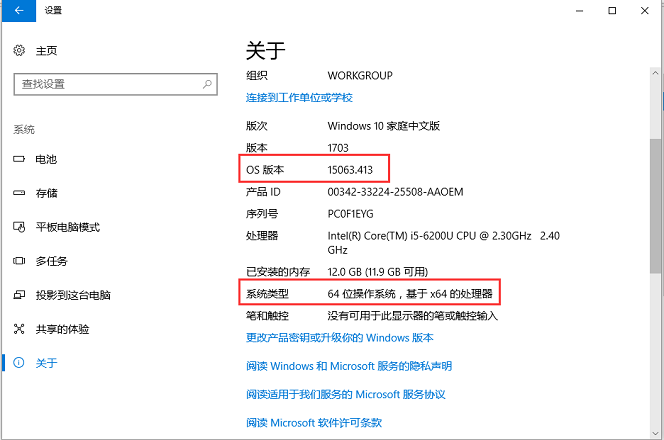 设置
主页
查找设置
系统
电池
存储
平板电脑模式
多任务
投影到这台电脑
共享的体验
关于
关于
组织 WORKGROUP
连接到工作单位或学校
版次 Windows 10 家庭中文版
版本 1703
OS 版本 15063.413
产品 ID 00342-33224-25508-AAOEM
序列号 PC0F1EYG
处理器 Intel(R) Core(TM) i5-6200U CPU @ 2.30GHz 2.40
GHz
已安装的内存 12.0 GB (11.9 GB 可用)
系统类型 64 位操作系统，基于 x64 的处理器
笔和触控 没有可用于此显示器的笔或触控输入
更改产品密钥或升级你的 Windows 版本
阅读 Windows 和 Microsoft 服务的隐私声明
阅读适用于我们服务的 Microsoft 服务协议
阅读 Microsoft 软件许可条款